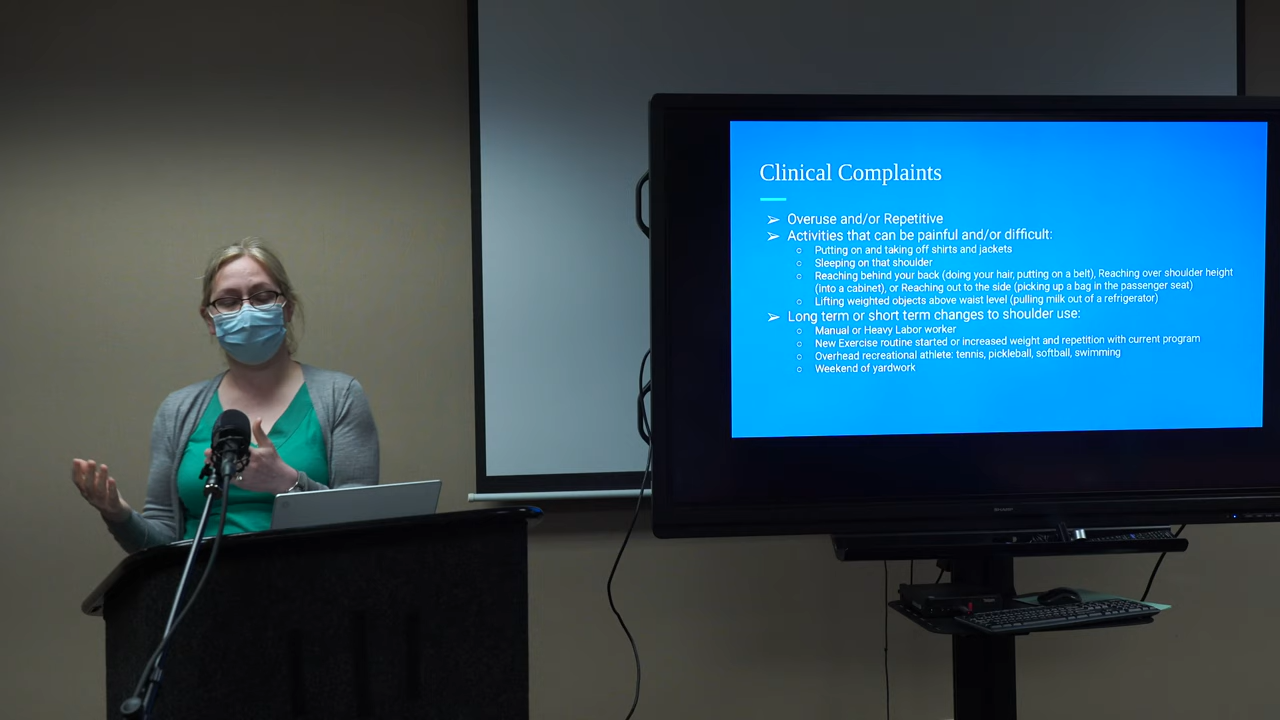 Clinical Complaints
➢ Overuse and/or Repetitive
➢ Activities that can be painful and/or difficult:
○ Putting on and taking off shirts and jackets
○ Sleeping on that shoulder
○ Reaching behind your back (doing your hair, putting on a belt), Reaching over shoulder height
(into a cabinet), or Reaching out to the side (picking up a bag in the passenger seat)
○ Lifting weighted objects above waist level (pulling milk out of a refrigerator)
➢ Long term or short term changes to shoulder use:
○ Manual or Heavy Labor worker
○ New Exercise routine started or increased weight and repetition with current program
○ Overhead recreational athlete: tennis, pickleball, softball, swimming
○ Weekend of yardwork